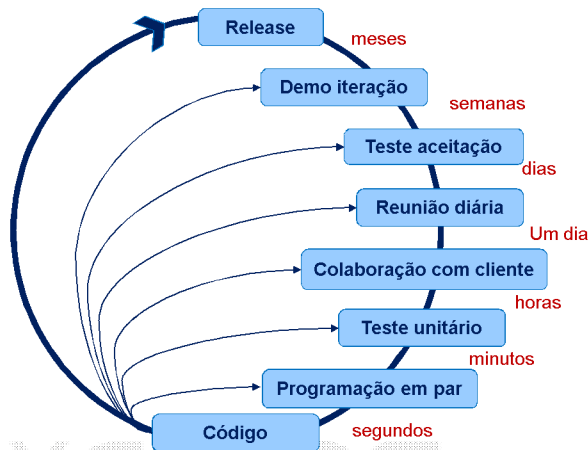 Release
meses
Demo iteração
semanas
Teste aceitação
dias
Reunião diária
Um dia
Colaboração com cliente
horas
Teste unitário
minutos
Programação em par
Código
segundos